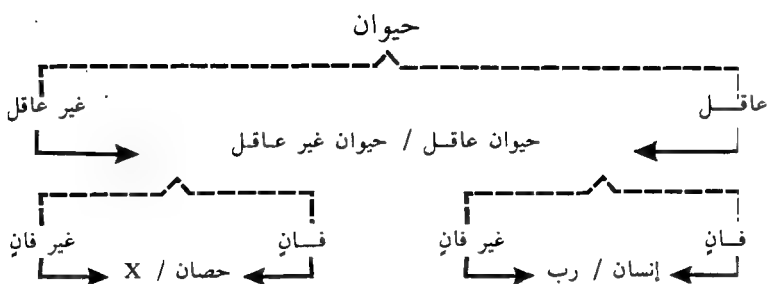 حيوان
عاقل غير عاقل
حيوان عاقل / حيوان غير عاقل
فانٍ غير فانٍ فانٍ غير فانٍ
إنسان / رب حصان / X